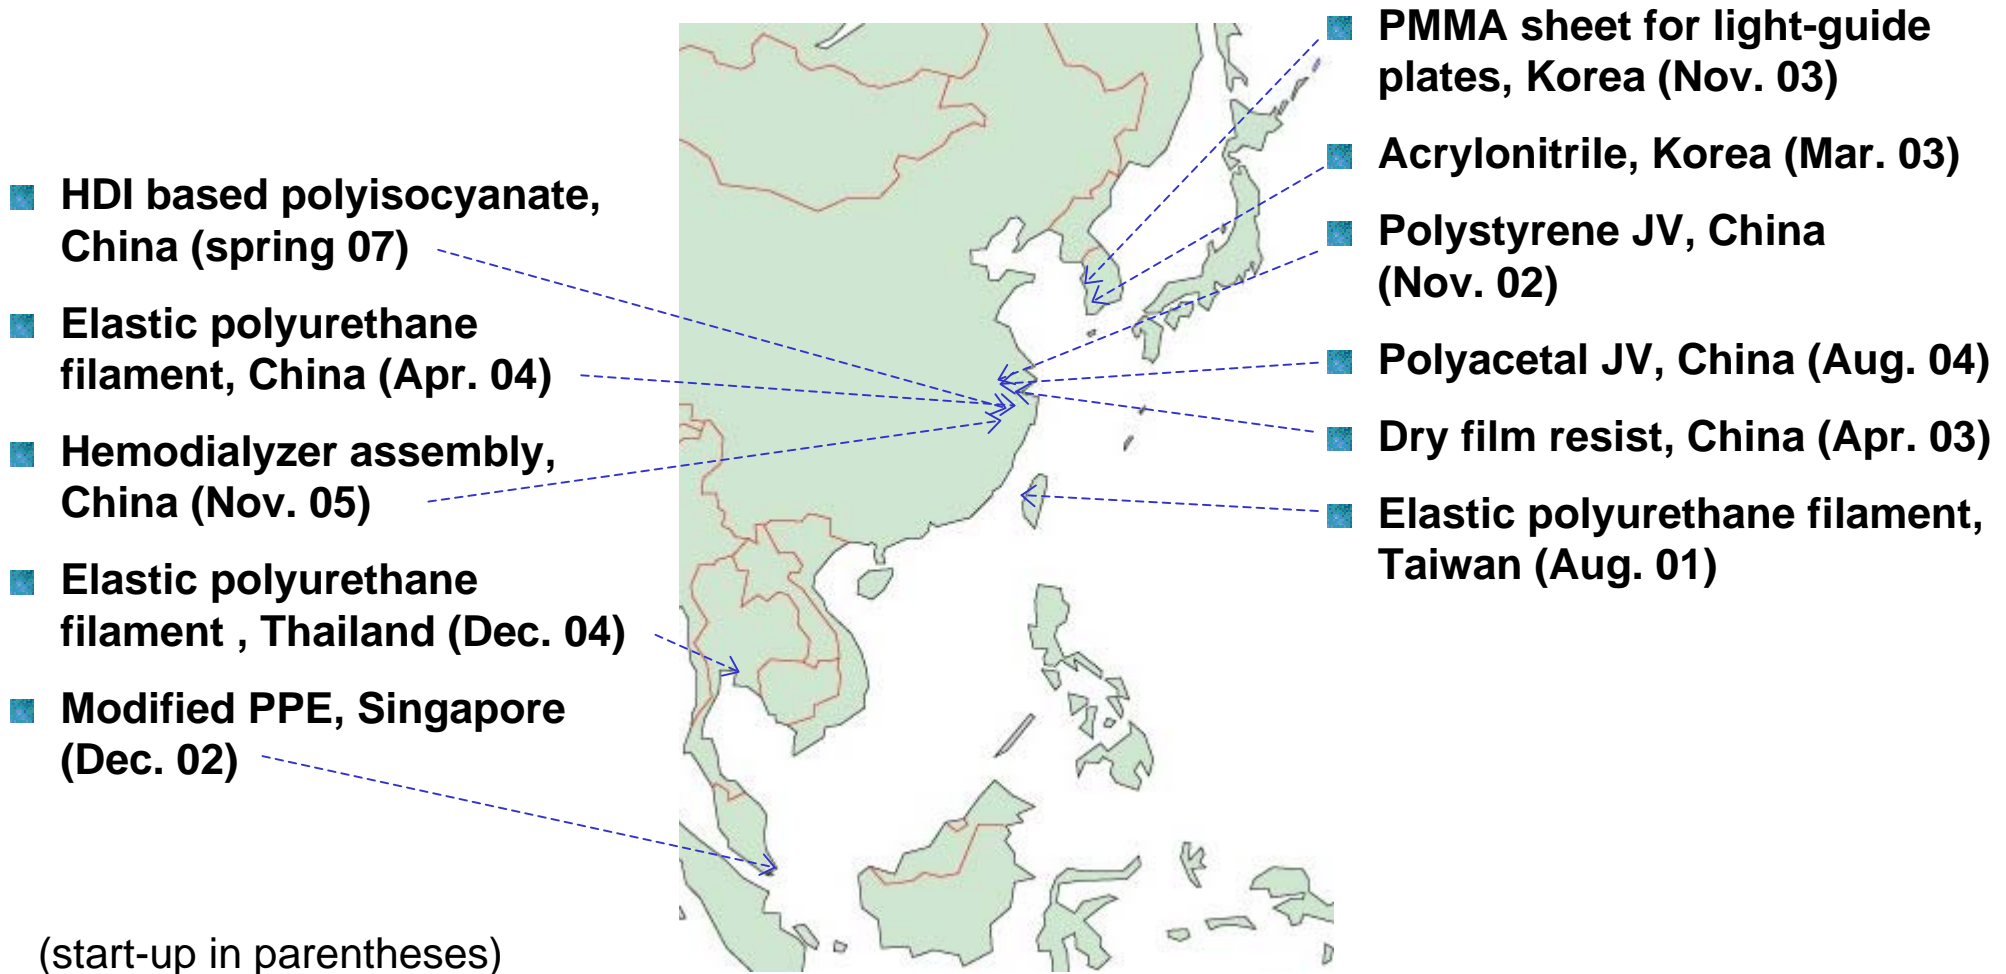 HDI based polyisocyanate,
China (spring 07)
Elastic polyurethane
filament, China (Apr. 04)
Hemodialyzer assembly,
China (Nov. 05)
Elastic polyurethane
filament , Thailand (Dec. 04)
Modified PPE, Singapore
(Dec. 02)
(start-up in parentheses)
PMMA sheet for light-guide
plates, Korea (Nov. 03)
Acrylonitrile, Korea (Mar. 03)
Polystyrene JV, China
(Nov. 02)
Polyacetal JV, China (Aug. 04)
Dry film resist, China (Apr. 03)
Elastic polyurethane filament,
Taiwan (Aug. 01)